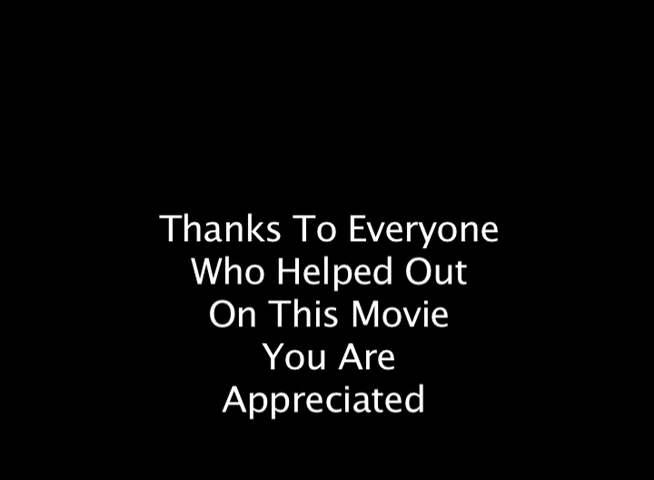 Thanks To Everyone
Who Helped Out
On This Movie
You Are
Appreciated